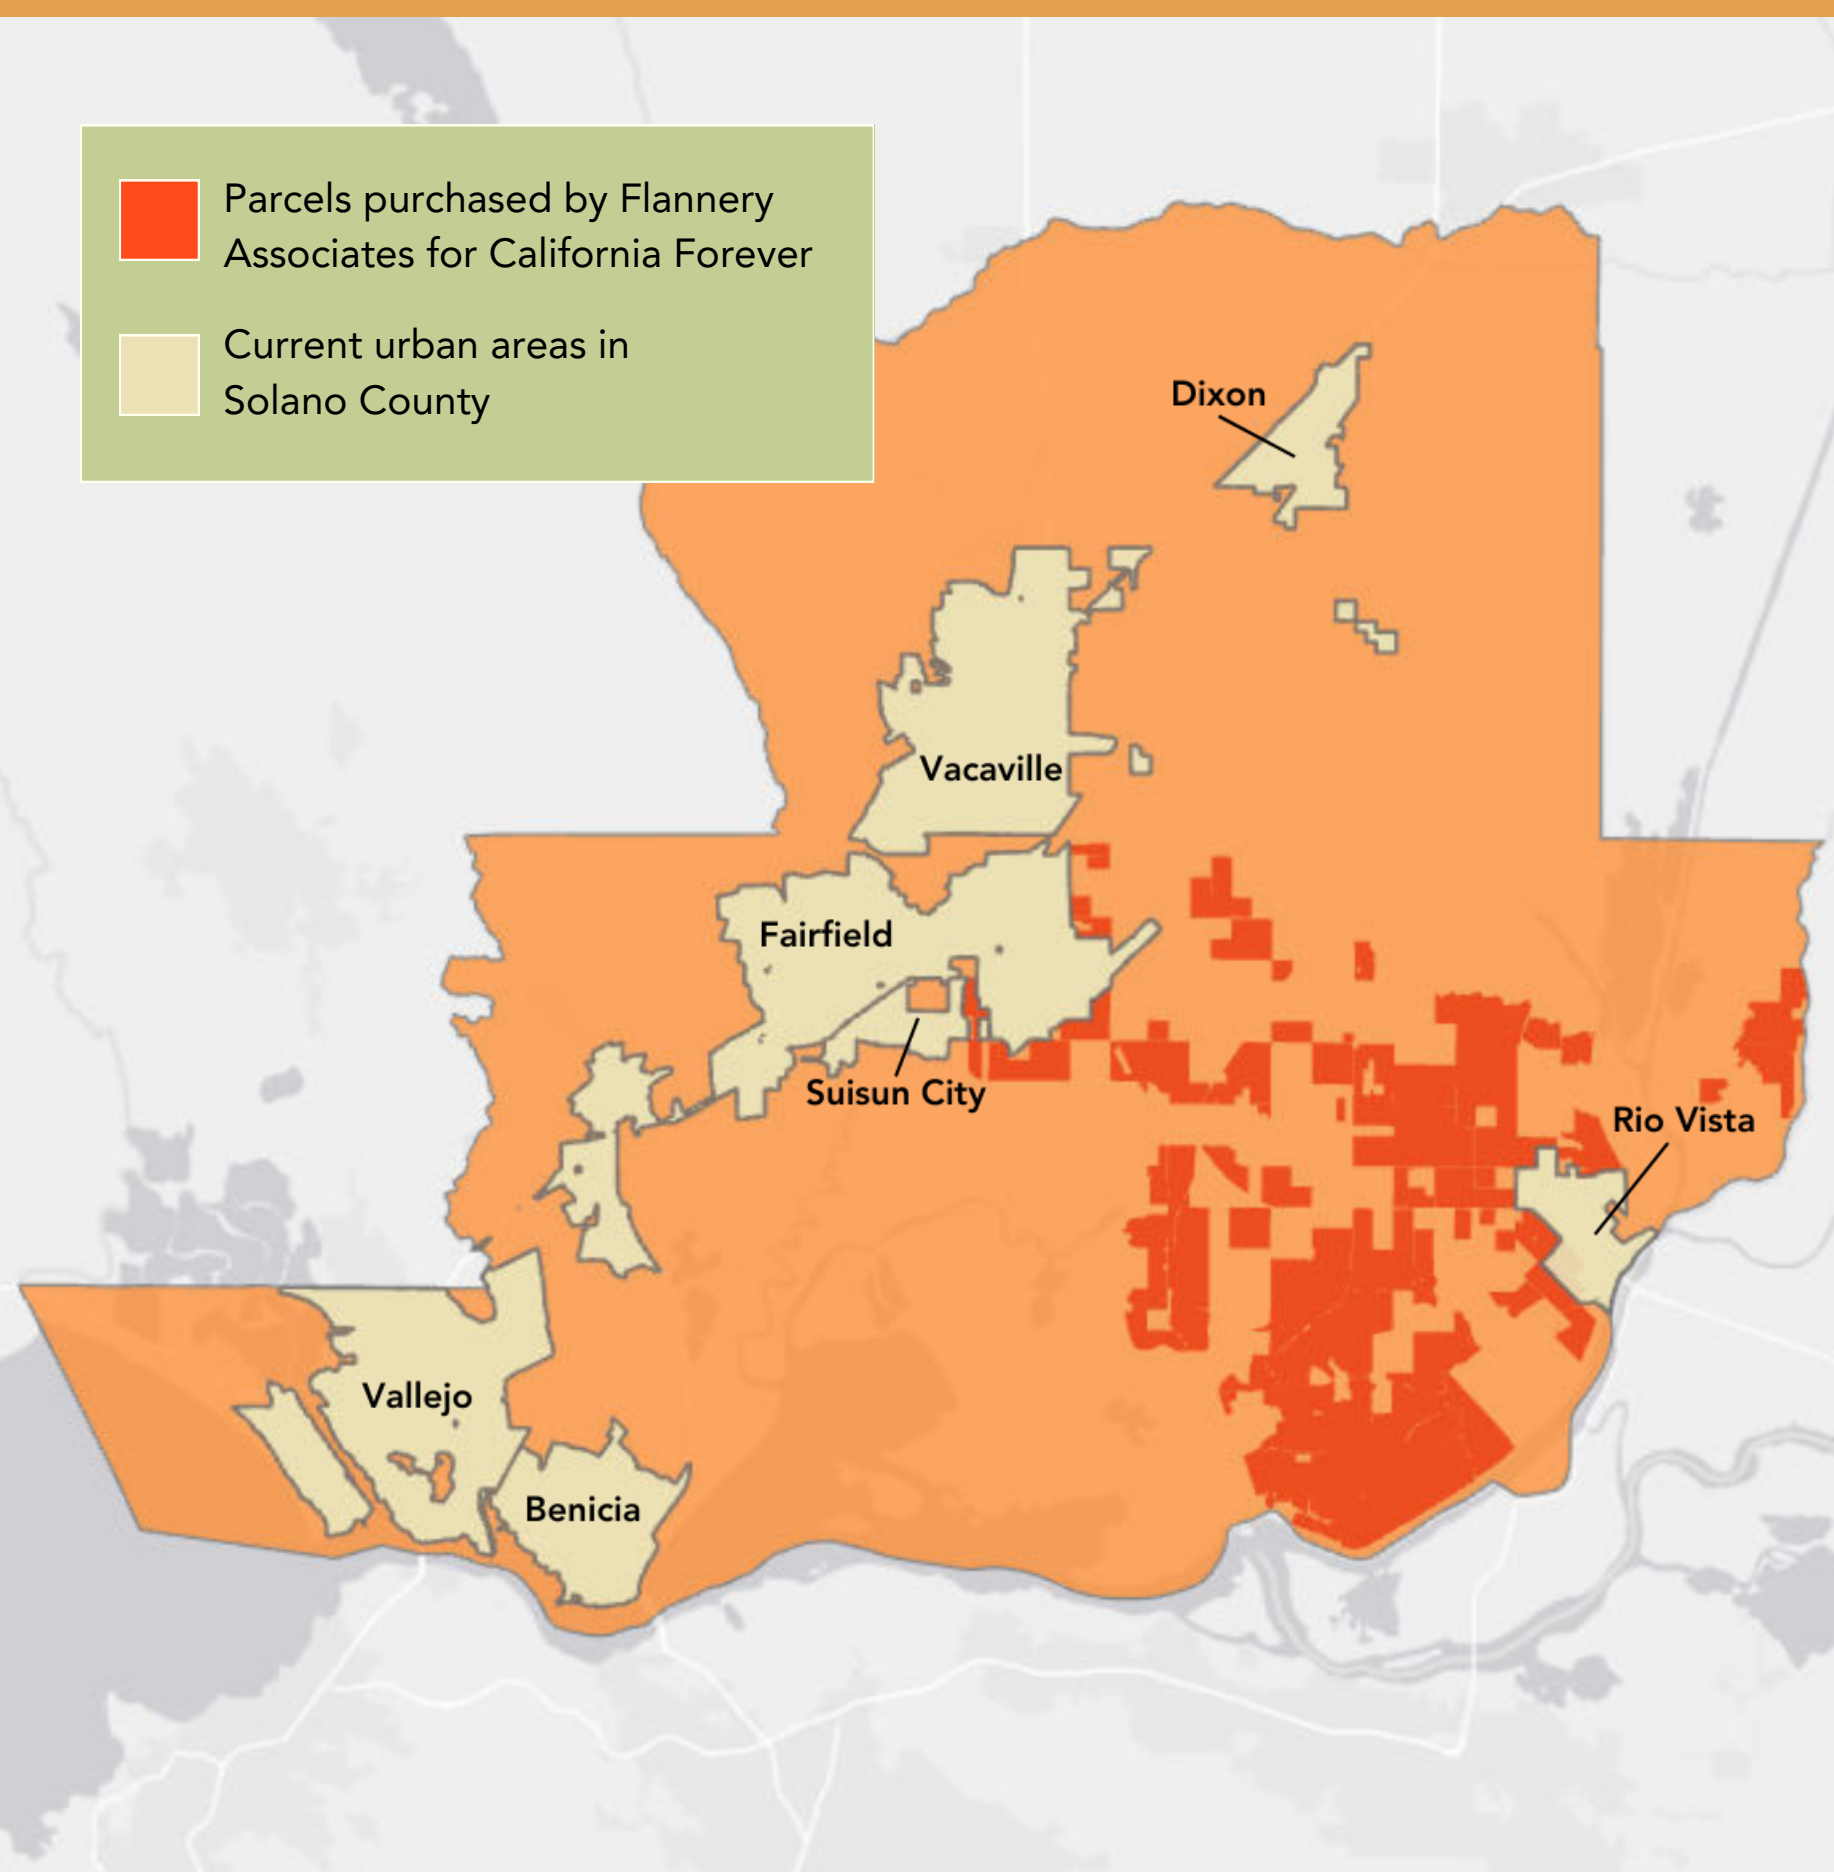 Parcels purchased by Flannery
Associates for California Forever
Current urban areas in
Solano County
Dixon
Vacaville
Fairfield
Suisun City
Rio Vista
Vallejo
Benicia